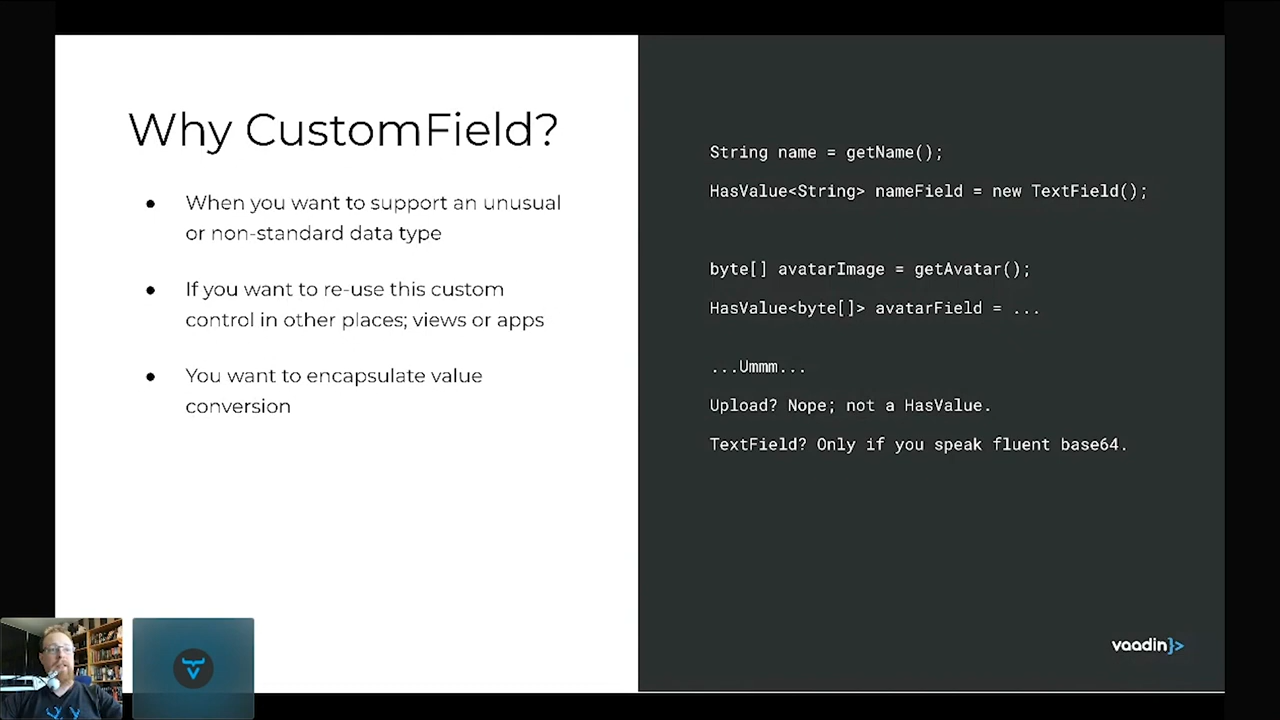 Why CustomField?
When you want to support an unusual
or non-standard data type
If you want to re-use this custom
control in other places; views or apps
You want to encapsulate value
conversion
String name = getName();
HasValue<String> nameField = new TextField();
byte[] avatarImage = getAvatar();
HasValue<byte[]> avatarField = ...
...Ummm...
Upload? Nope; not a HasValue.
TextField? Only if you speak fluent base64.
vaadin}>